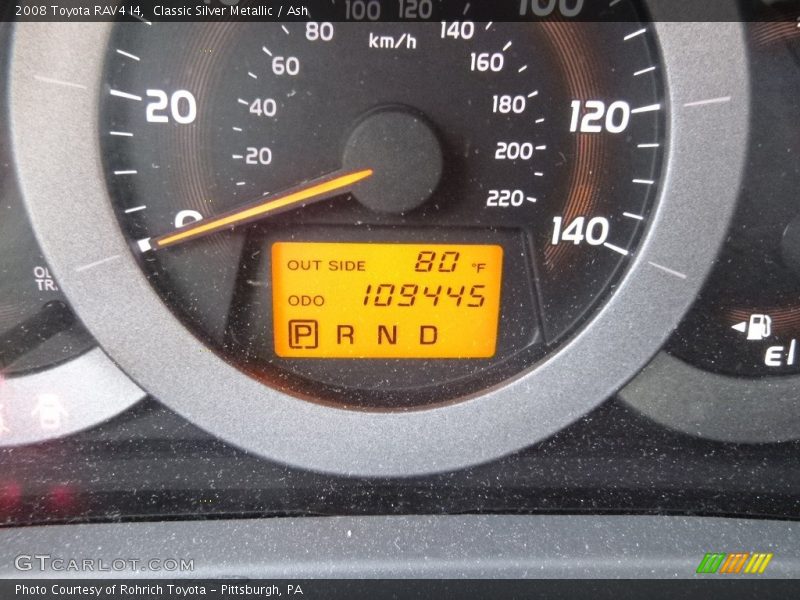 2008 Toyota RAV4 I4, Classic Silver Metallic / Ash
100 120
80 km/h 140
60 160
20 40 180 120
20 200
0 220 140
OUT SIDE 80 °F
ODO 109445
P R N D
E
GTCARLOT.COM
Photo Courtesy of Rohrich Toyota - Pittsburgh, PA